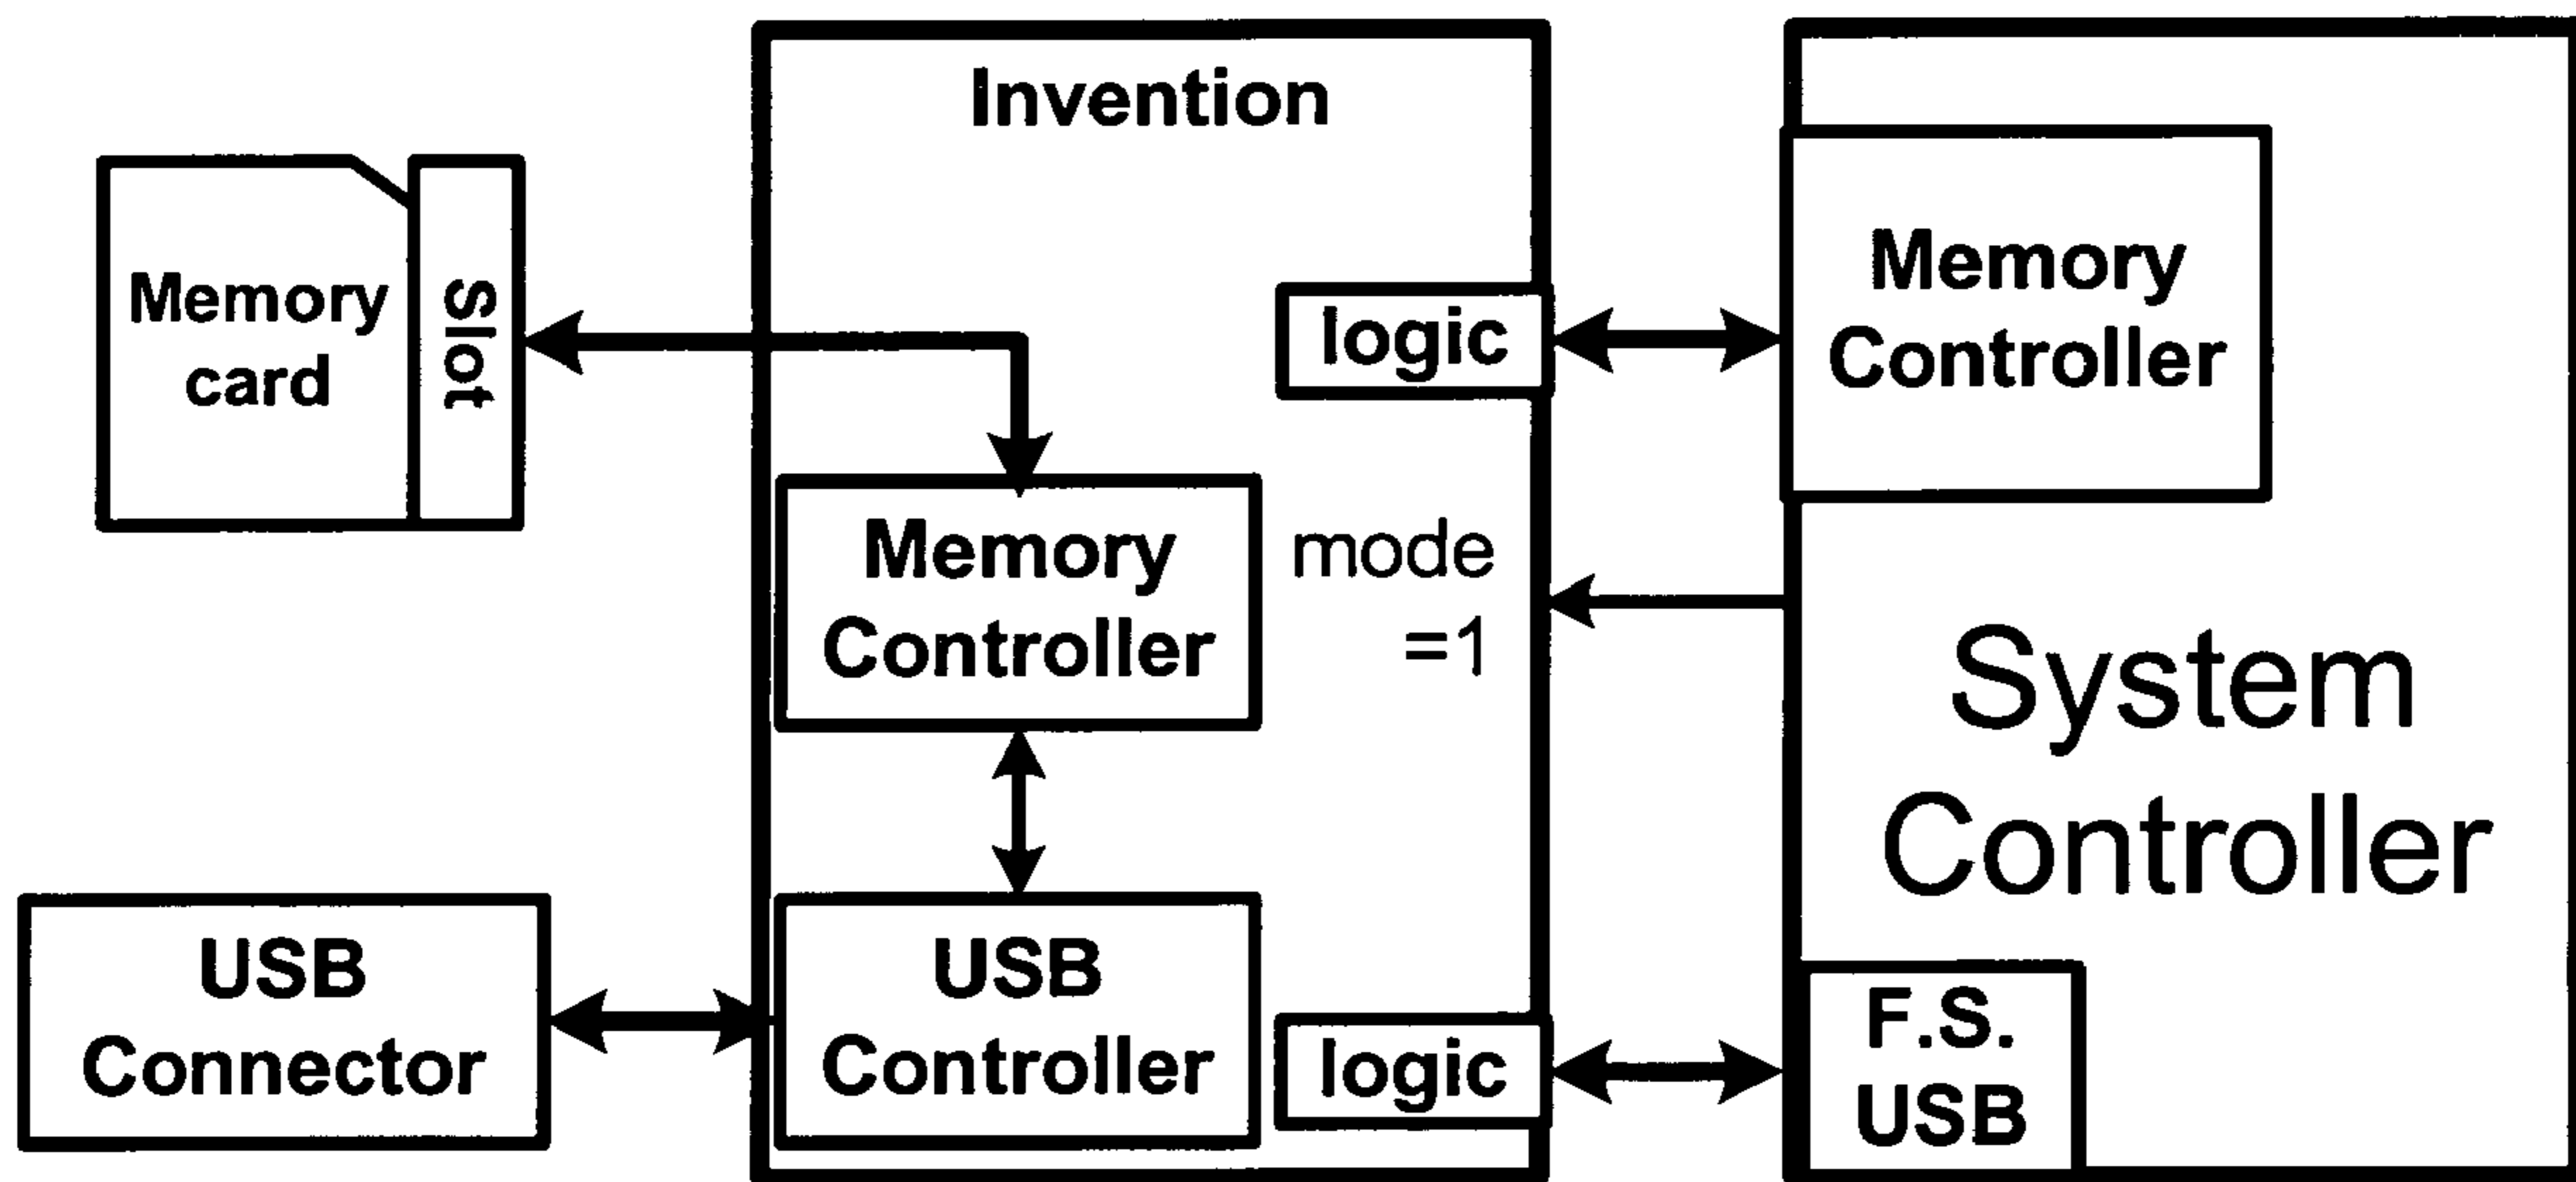 Invention
Memory
card
Slot
logic
Memory
Controller
Memory
Controller
mode
=1
System
Controller
USB
Connector
USB
Controller
logic
F.S.
USB